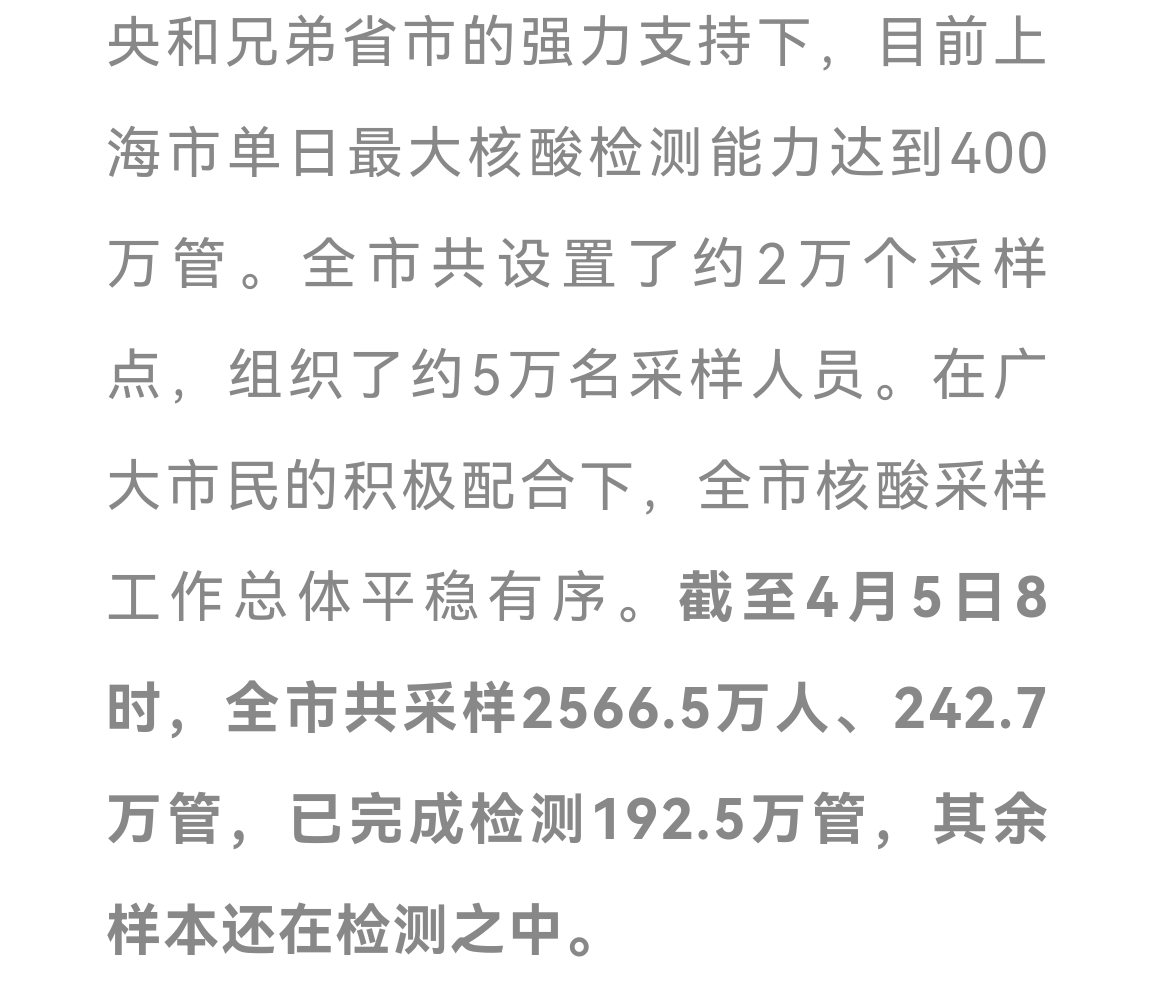 央和兄弟省市的强力支持下，目前上
海市单日最大核酸检测能力达到400
万管。全市共设置了约2万个采样
点，组织了约5万名采样人员。在广
大市民的积极配合下，全市核酸采样
工作总体平稳有序。截至4月5日8
时，全市共采样2566.5万人、242.7
万管，已完成检测192.5万管，其余
样本还在检测之中。